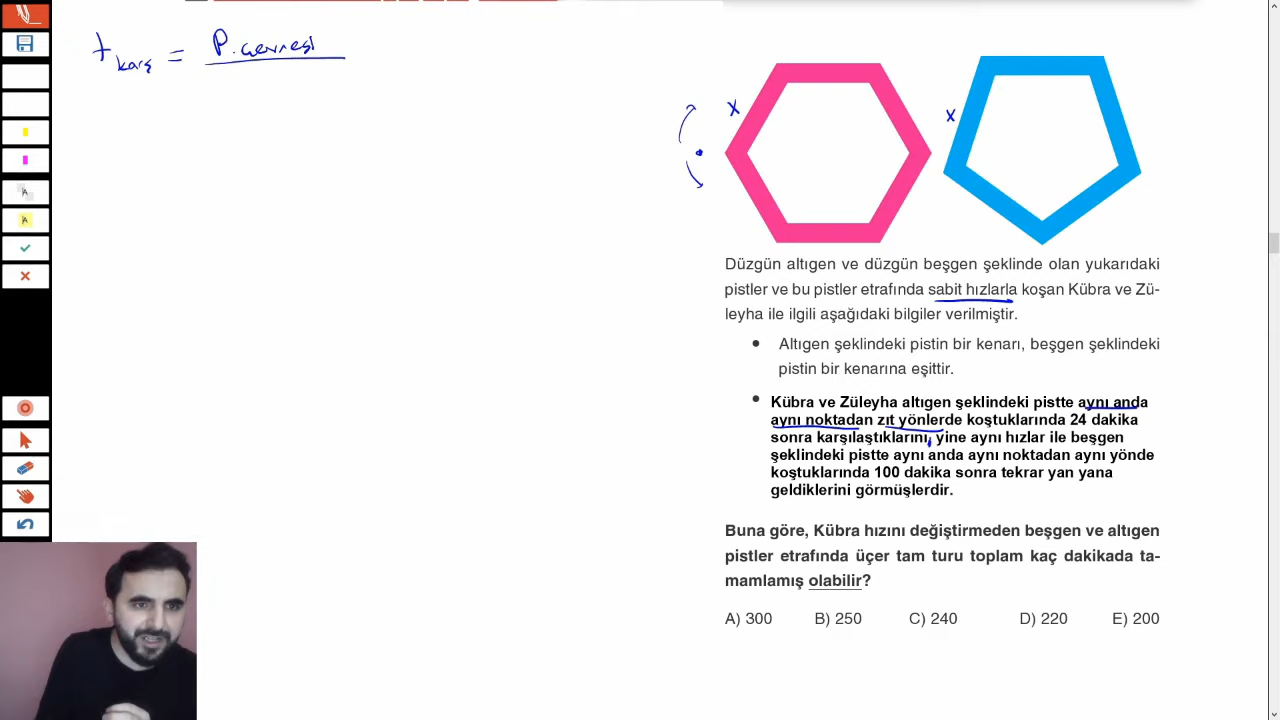 t karş = P. çevresi
x
x
Düzgün altıgen ve düzgün beşgen şeklinde olan yukarıdaki
pistler ve bu pistler etrafında sabit hızlarla koşan Kübra ve Zü-
leyha ile ilgili aşağıdaki bilgiler verilmiştir.
• Altıgen şeklindeki pistin bir kenarı, beşgen şeklindeki
pistin bir kenarına eşittir.
• Kübra ve Züleyha altıgen şeklindeki pistte aynı anda
aynı noktadan zıt yönlerde koştuklarında 24 dakika
sonra karşılaştıklarını, yine aynı hızlar ile beşgen
şeklindeki pistte aynı anda aynı noktadan aynı yönde
koştuklarında 100 dakika sonra tekrar yan yana
geldiklerini görmüşlerdir.
Buna göre, Kübra hızını değiştirmeden beşgen ve altıgen
pistler etrafında üçer tam turu toplam kaç dakikada ta-
mamlamış olabilir?
A) 300 B) 250 C) 240 D) 220 E) 200